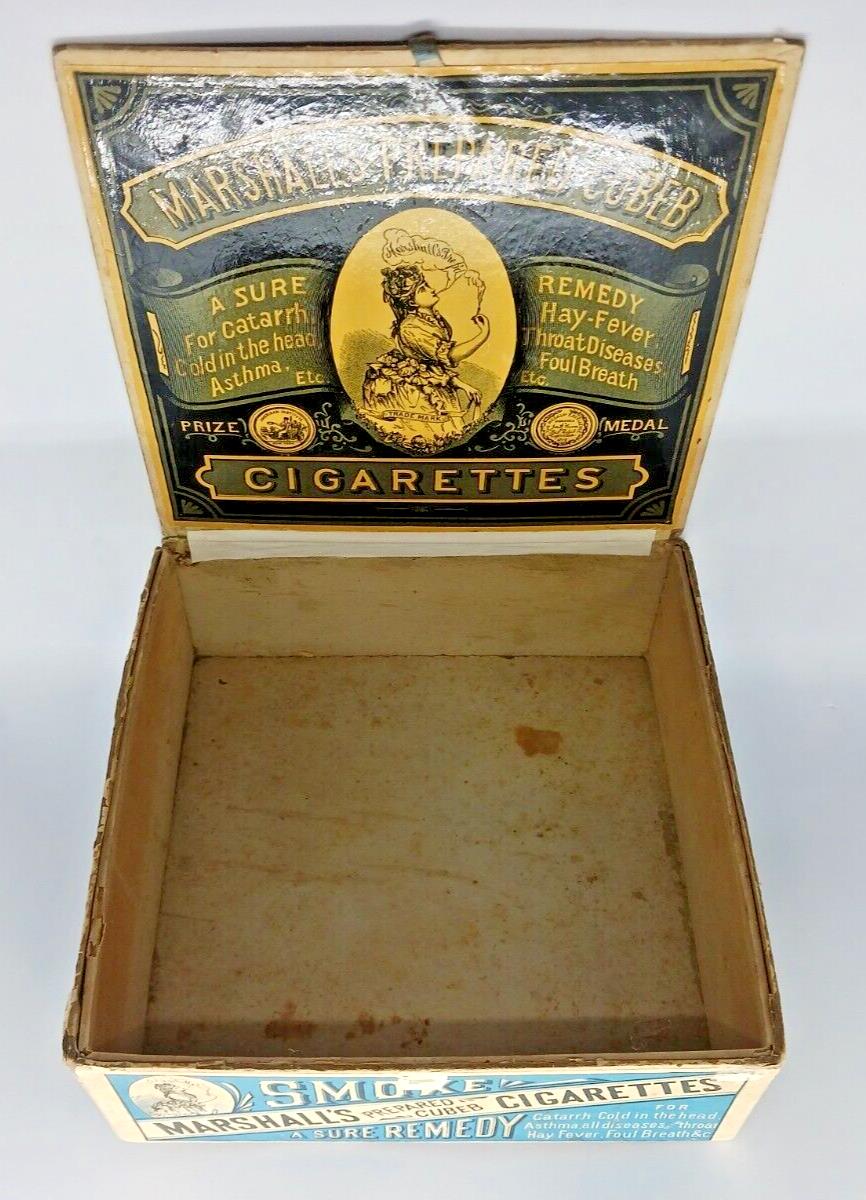 MARSHALL'S PREPARED CUBEB
A SURE
For Catarrh,
Cold in the head,
Asthma, Etc.
REMEDY
Hay-Fever,
Throat Diseases,
Foul Breath
Etc.
TRADE MARK
PRIZE
MEDAL
CIGARETTES
SMOKE
MARSHALL'S PREPARED CUBEB CIGARETTES
A SURE REMEDY
FOR
Catarrh Cold in the head,
Asthma, all diseases, of throat
Hay Fever, Foul Breath &c